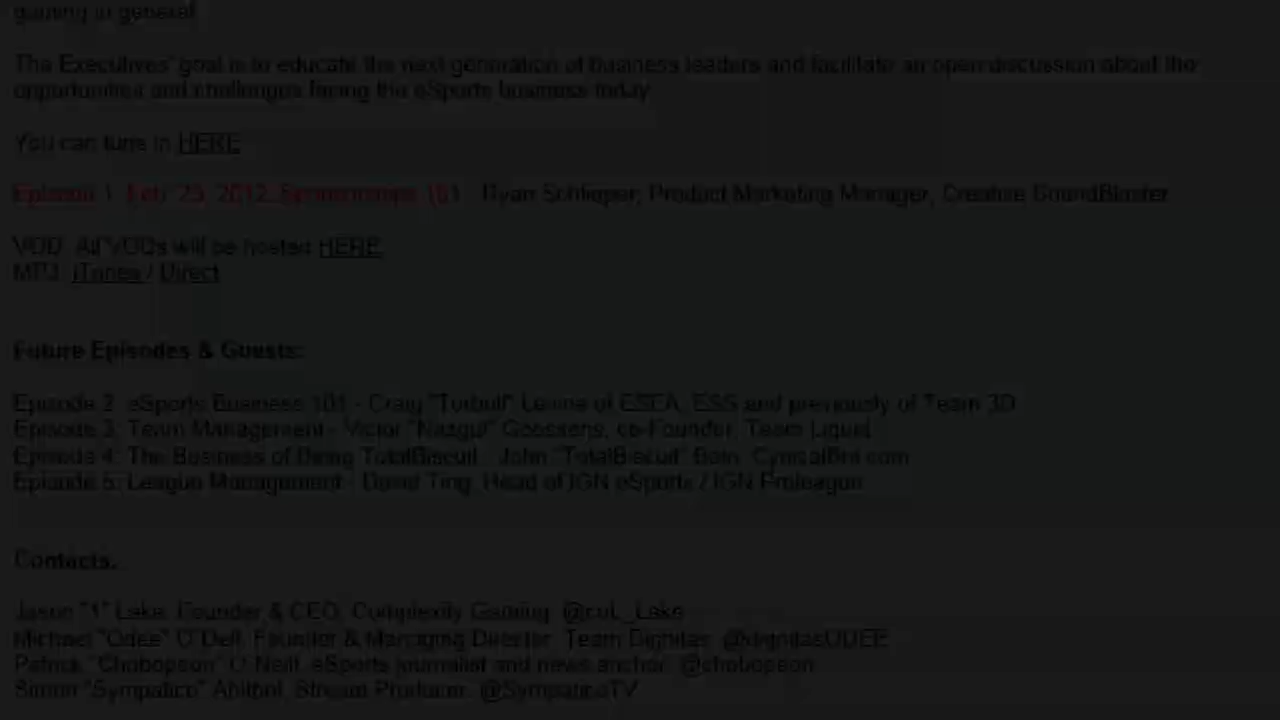 gaming in general.
The Executives' goal is to educate the next generation of business leaders and facilitate an open discussion about the
opportunities and challenges facing the eSports business today.
You can tune in HERE
Episode 1: Feb. 23, 2012: Sponsorships 101 - Ryan Schlieper, Product Marketing Manager, Creative SoundBlaster
VOD: All VODs will be hosted HERE.
MP3: iTunes / Direct
Future Episodes & Guests:
Episode 2: eSports Business 101 - Craig "Torbull" Levine of ESEA, ESS and previously of Team 3D
Episode 3: Team Management - Victor "Nazgul" Goossens, co-Founder, Team Liquid
Episode 4: The Business of Being TotalBiscuit - John "TotalBiscuit" Bain, CynicalBrit.com
Episode 5: League Management - David Ting, Head of IGN eSports / IGN Proleague
Contacts:
Jason "1" Lake, Founder & CEO, Complexity Gaming: @coL_Lake
Michael "Odee" O'Dell, Founder & Managing Director, Team Dignitas: @dignitasODEE
Patrick "Chobopeon" O'Neill, eSports journalist and news anchor: @chobopeon
Simon "Sympatico" Stream Producer: @SympaticoTV